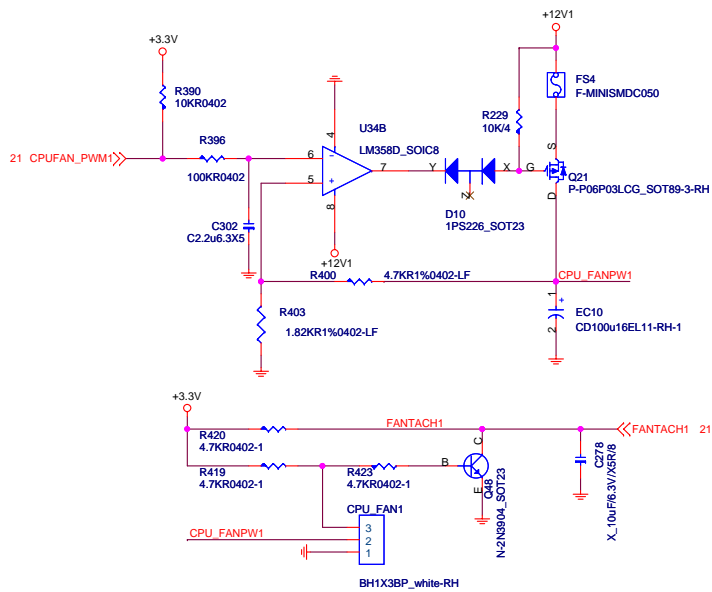 +12V1
+3.3V
FS4
F-MINISMDC050
R390
10KR0402
U34B
LM358D_SOIC8
R229
10K/4
4
R396
21 CPUFAN_PWM1
6
-
7
Y
X
G
S
100KR0402
5
+
Z
Q21
P-P06P03LCG_SOT89-3-RH
D
8
D10
1PS226_SOT23
C302
C2.2u6.3X5
+12V1
R400
4.7KR1%0402-LF
CPU_FANPW1
1
+
R403
1.82KR1%0402-LF
EC10
CD100u16EL11-RH-1
2
+3.3V
FANTACH1
FANTACH1 21
R420
4.7KR0402-1
C
R419
4.7KR0402-1
R423
4.7KR0402-1
B
E
Q48
N-2N3904_SOT23
C278
X_10uF/6.3V/X5R/8
CPU_FAN1
3
CPU_FANPW1
2
1
BH1X3BP_white-RH